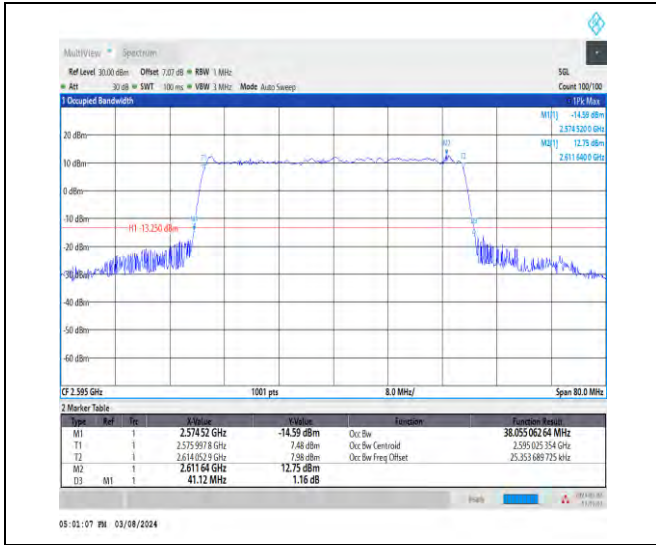 MultiView Spectrum
Ref Level 30.00 dBm Offset 7.07 dB RBW 1 MHz SGL
Att 30 dB SWT 100 ms VBW 3 MHz Mode Auto Sweep Count 100/100
1 Occupied Bandwidth 1Pk Max
M1[1] -14.59 dBm
2.574 520 0 GHz
M2[1] 12.75 dBm
2.611 640 0 GHz
20 dBm
M2
T1
T2
10 dBm
0 dBm
-10 dBm
H1 -13.250 dBm
-20 dBm
-30 dBm
-40 dBm
-50 dBm
-60 dBm
CF 2.595 GHz 1001 pts 8.0 MHz/ Span 80.0 MHz
2 Marker Table
Type Ref Trc X-Value Y-Value Function Function Result
M1 1 2.574 52 GHz -14.59 dBm Occ Bw 38.055 062 64 MHz
T1 1 2.575 997 8 GHz 7.48 dBm Occ Bw Centroid 2.595 025 354 GHz
T2 1 2.614 052 9 GHz 7.98 dBm Occ Bw Freq Offset 25.353 689 725 kHz
M2 1 2.611 64 GHz 12.75 dBm
D3 M1 1 41.12 MHz 1.16 dB
Ready
05:01:07 PM 03/08/2024